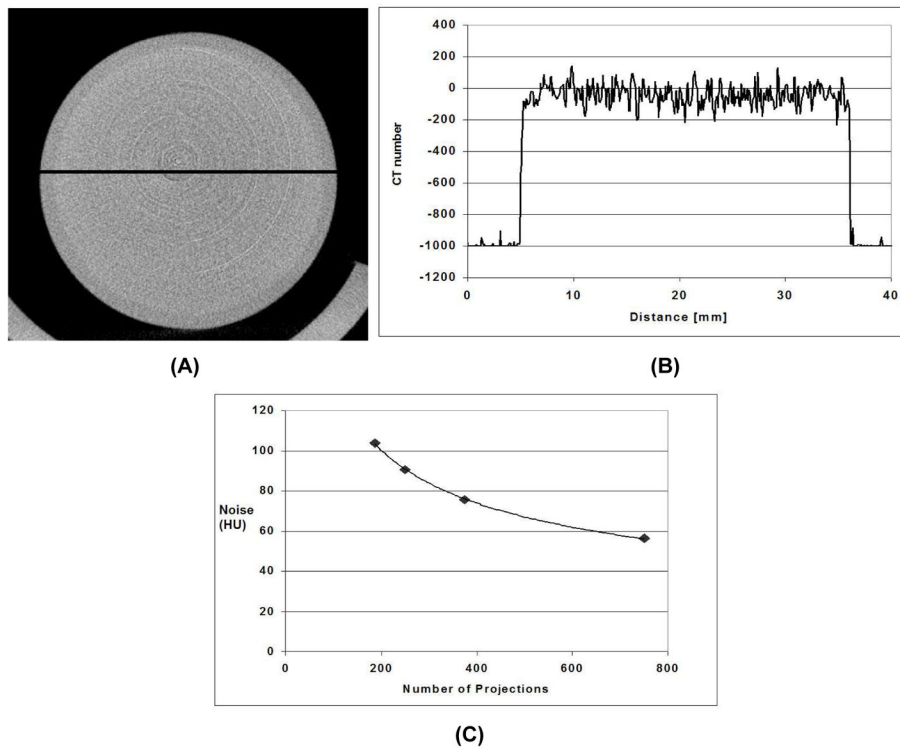 400
200
0
-200
-400
-600
-800
-1000
-1200
CT number
0 10 20 30 40
Distance [mm]
(A)
(B)
120
100
80
60
40
20
0
Noise
(HU)
0 200 400 600 800
Number of Projections
(C)